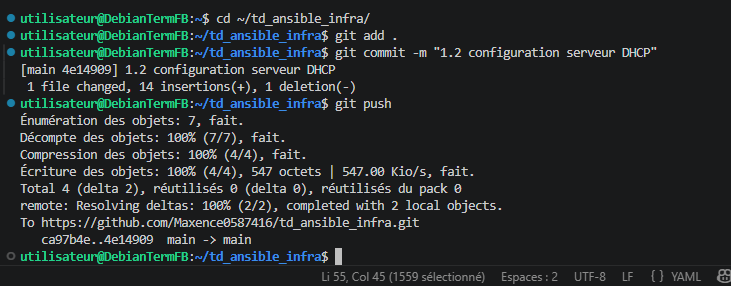 utilisateur@DebianTermFB:~$ cd ~/td_ansible_infra/
utilisateur@DebianTermFB:~/td_ansible_infra$ git add .
utilisateur@DebianTermFB:~/td_ansible_infra$ git commit -m "1.2 configuration serveur DHCP"
[main 4e14909] 1.2 configuration serveur DHCP
 1 file changed, 14 insertions(+), 1 deletion(-)
utilisateur@DebianTermFB:~/td_ansible_infra$ git push
Énumération des objets: 7, fait.
Décompte des objets: 100% (7/7), fait.
Compression des objets: 100% (4/4), fait.
Écriture des objets: 100% (4/4), 547 octets | 547.00 Kio/s, fait.
Total 4 (delta 2), réutilisés 0 (delta 0), réutilisés du pack 0
remote: Resolving deltas: 100% (2/2), completed with 2 local objects.
To https://github.com/Maxence0587416/td_ansible_infra.git
   ca97b4e..4e14909  main -> main
utilisateur@DebianTermFB:~/td_ansible_infra$
Li 55, Col 45 (1559 sélectionné) Espaces : 2 UTF-8 LF {} YAML